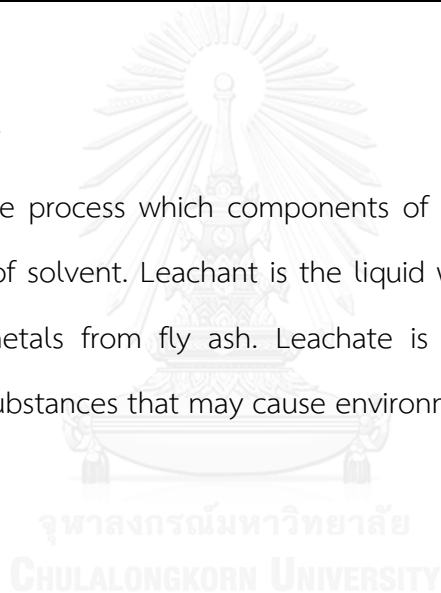 e process which components of
of solvent. Leachant is the liquid w
etals from fly ash. Leachate is
ubstances that may cause environ
จุฬาลงกรณ์มหาวิทยาลัย
CHULALONGKORN UNIVERSITY